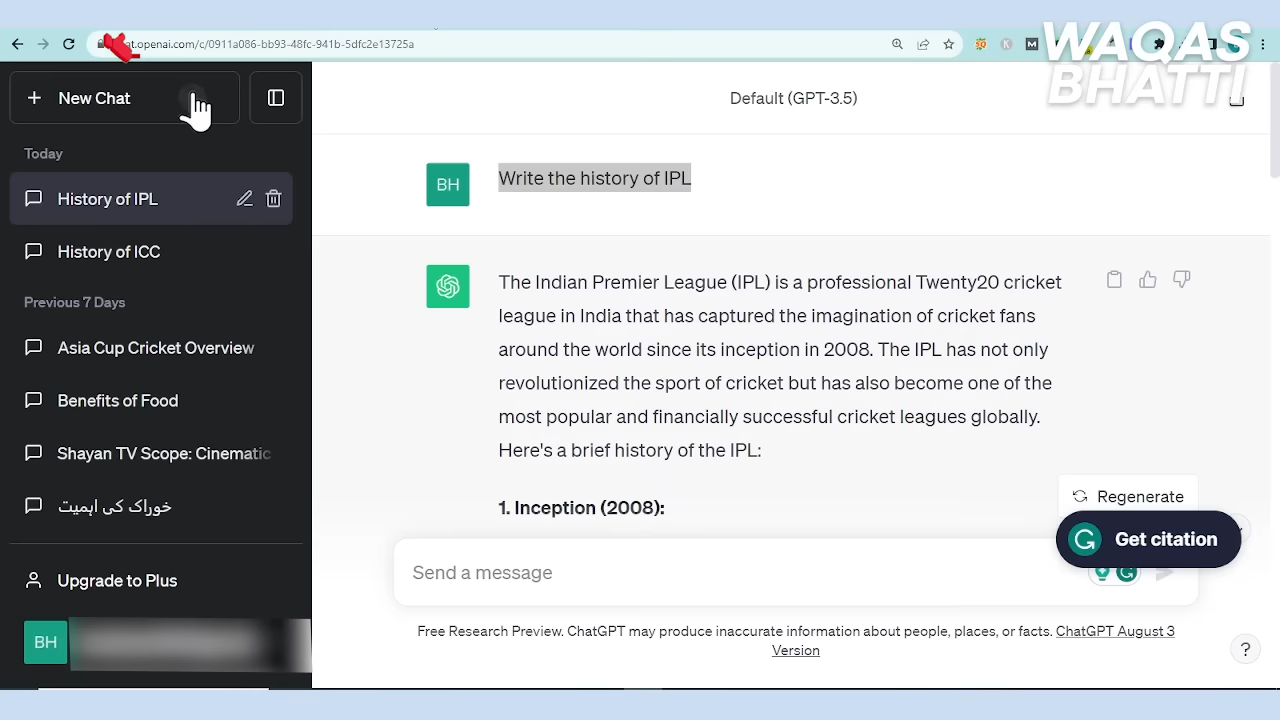 WAQAS
BHATTI
at.openai.com/c/0911a086-bb93-48fc-941b-5dfc2e13725a
New Chat
Today
History of IPL
History of ICC
Previous 7 Days
Asia Cup Cricket Overview
Benefits of Food
Shayan TV Scope: Cinematic
خوراک کی اہمیت
Upgrade to Plus
BH
Default (GPT-3.5)
BH
Write the history of IPL
The Indian Premier League (IPL) is a professional Twenty20 cricket
league in India that has captured the imagination of cricket fans
around the world since its inception in 2008. The IPL has not only
revolutionized the sport of cricket but has also become one of the
most popular and financially successful cricket leagues globally.
Here's a brief history of the IPL:
1. Inception (2008):
Regenerate
Get citation
Send a message
Free Research Preview. ChatGPT may produce inaccurate information about people, places, or facts. ChatGPT August 3
Version
?